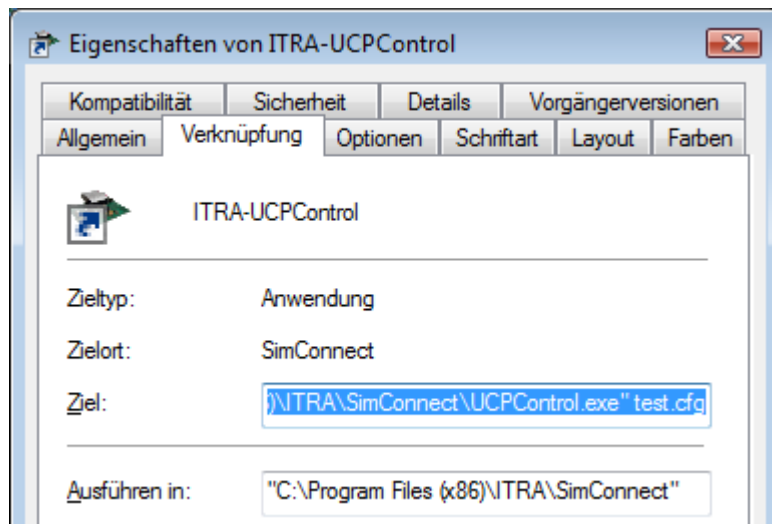 Eigenschaften von ITRA-UCPControl
Kompatibilität Sicherheit Details Vorgängerversionen
Allgemein Verknüpfung Optionen Schriftart Layout Farben
ITRA-UCPControl
Zieltyp: Anwendung
Zielort: SimConnect
Ziel: )\ITRA\SimConnect\UCPControl.exe" test.cfg
Ausführen in: "C:\Program Files (x86)\ITRA\SimConnect"